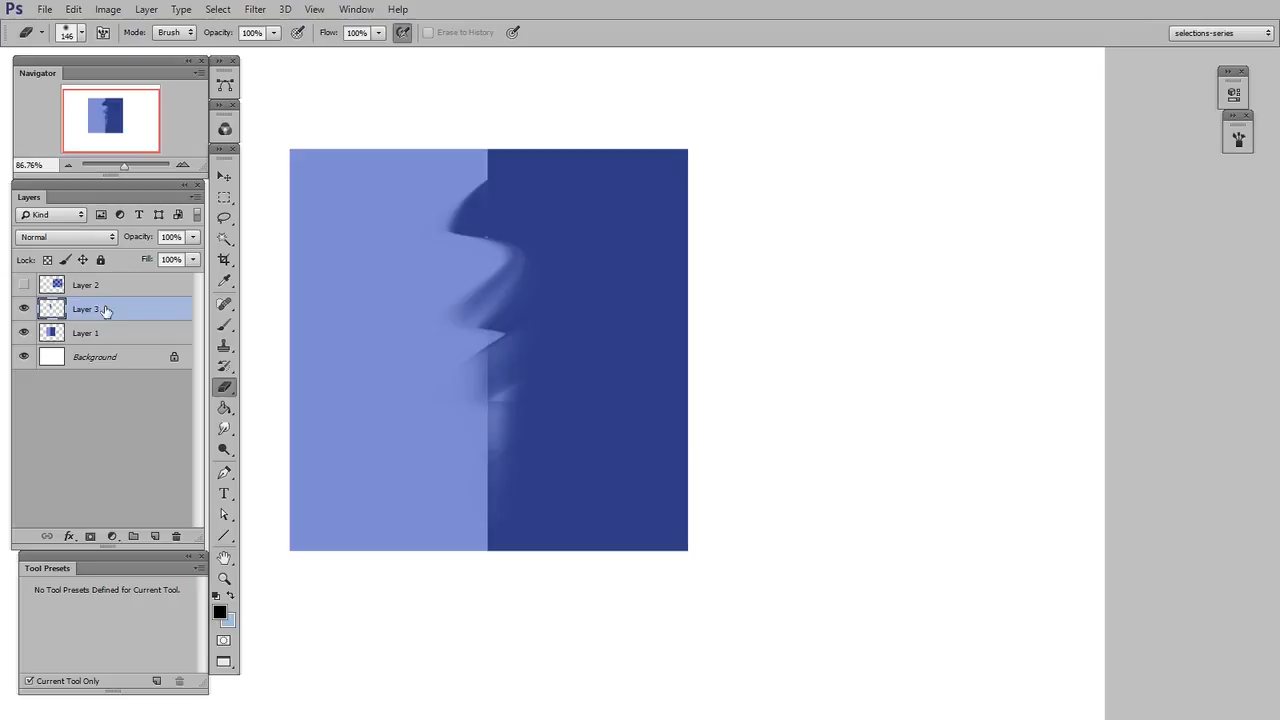 Ps File Edit Image Layer Type Select Filter 3D View Window Help
146 Mode: Brush Opacity: 100% Flow: 100% Erase to History selections-series
Navigator
86.76%
Layers
Kind
Normal Opacity: 100%
Lock: Fill: 100%
Layer 2
Layer 3
Layer 1
Background
fx
Tool Presets
No Tool Presets Defined for Current Tool.
Current Tool Only